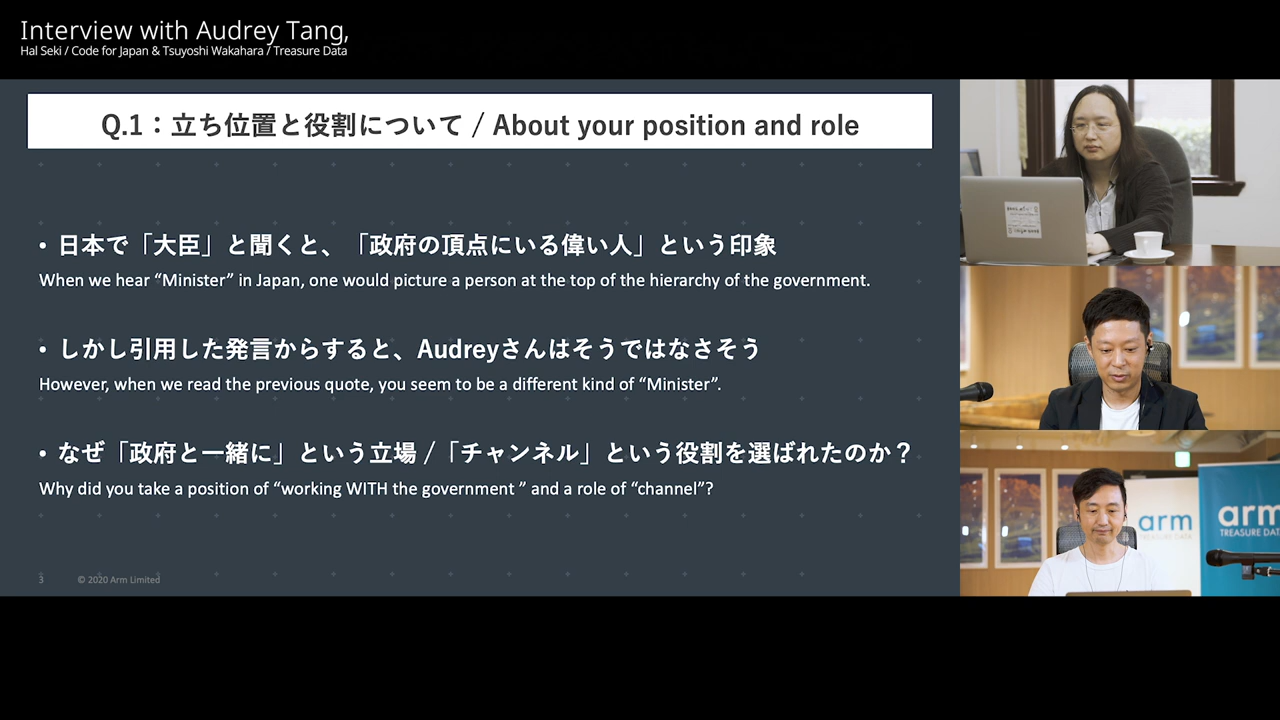 Interview with Audrey Tang,
Hal Seki / Code for Japan & Tsuyoshi Wakahara / Treasure Data
Q.1：立ち位置と役割について / About your position and role
• 日本で「大臣」と聞くと、「政府の頂点にいる偉い人」という印象
When we hear “Minister” in Japan, one would picture a person at the top of the hierarchy of the government.
• しかし引用した発言からすると、Audreyさんはそうではなさそう
However, when we read the previous quote, you seem to be a different kind of “Minister”.
• なぜ「政府と一緒に」という立場 /「チャンネル」という役割を選ばれたのか？
Why did you take a position of “working WITH the government ” and a role of “channel”?
3 © 2020 Arm Limited
arm
TREASURE DATA
arm
TREASURE DATA